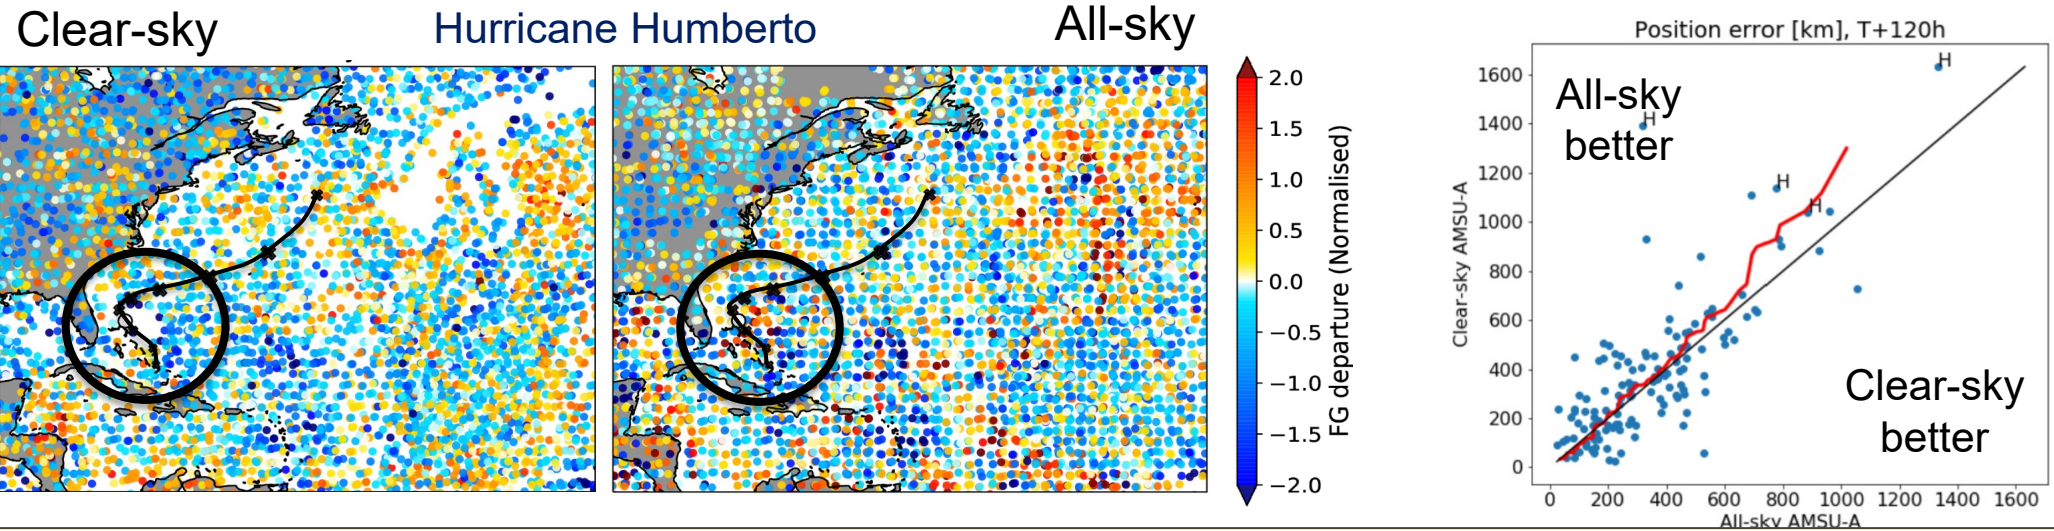 Clear-sky
Hurricane Humberto
All-sky
2.0
1.5
1.0
0.5
0.0
−0.5
−1.0
−1.5
−2.0
FG departure (Normalised)
Position error [km], T+120h
All-sky
better
Clear-sky
better
H
H
H
H
1600
1400
1200
1000
800
600
400
200
0
Clear-sky AMSU-A
0 200 400 600 800 1000 1200 1400 1600
All-sky AMSU-A